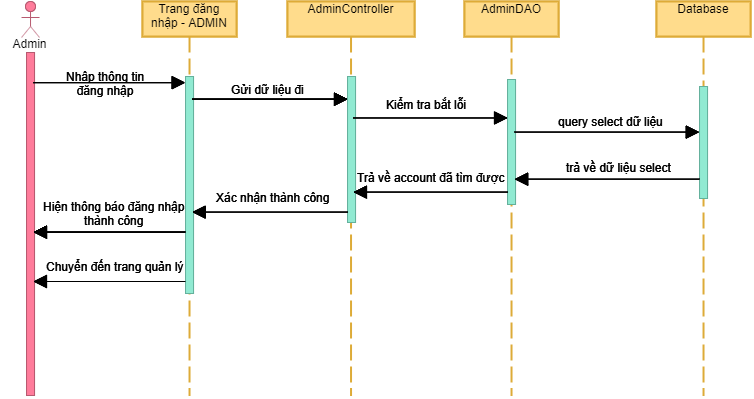 Admin
Trang đăng
nhập - ADMIN
AdminController
AdminDAO
Database
Nhập thông tin
đăng nhập
Gửi dữ liệu đi
Kiểm tra bắt lỗi
query select dữ liệu
trả về dữ liệu select
Trả về account đã tìm được
Xác nhận thành công
Hiện thông báo đăng nhập
thành công
Chuyển đến trang quản lý